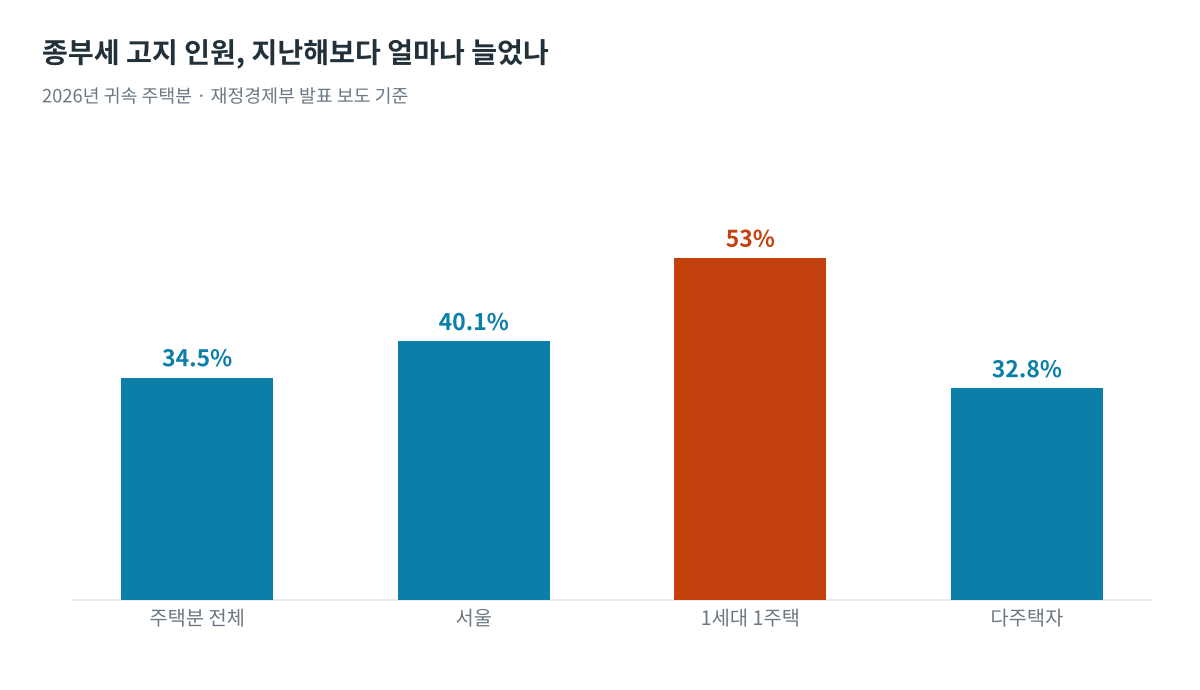 종부세 고지 인원, 지난해보다 얼마나 늘었나
2026년 귀속 주택분 · 재정경제부 발표 보도 기준
34.5%
40.1%
53%
32.8%
주택분 전체
서울
1세대 1주택
다주택자